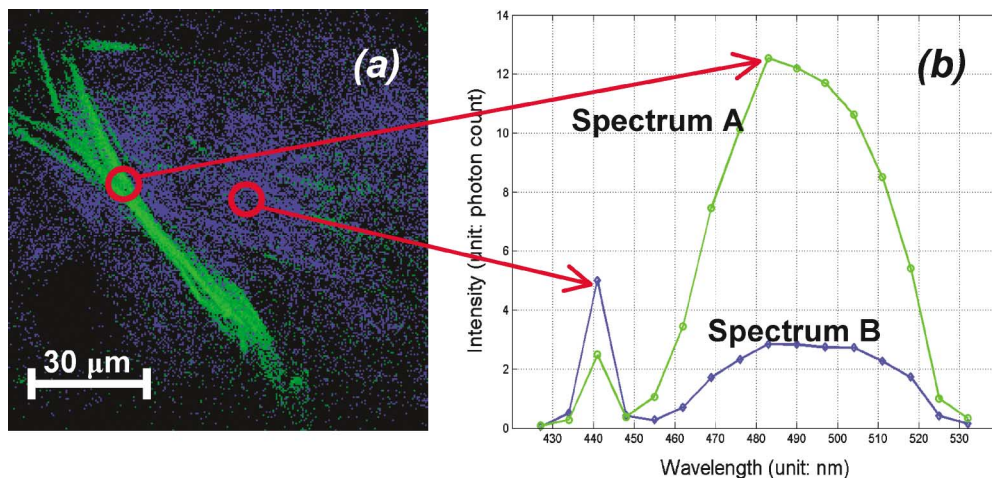 (a)
30 μm
(b)
Spectrum A
Spectrum B
Intensity (unit: photon count)
14
12
10
8
6
4
2
0
430 440 450 460 470 480 490 500 510 520 530
Wavelength (unit: nm)